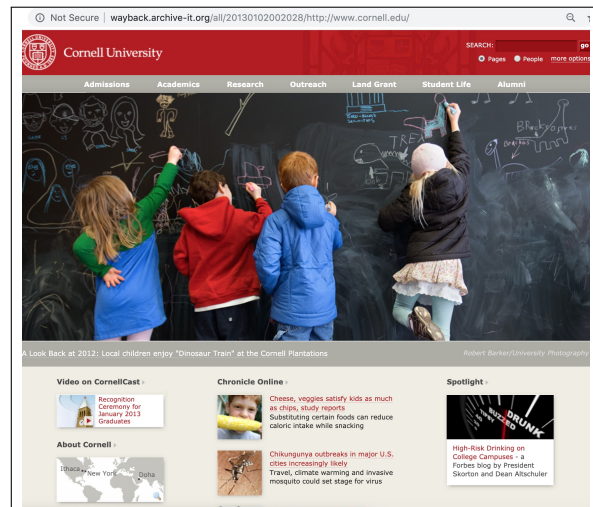 Not Secure | wayback.archive-it.org/all/20130102002028/http://www.cornell.edu/
Cornell University
SEARCH:
go
Pages People more options
Admissions Academics Research Outreach Land Grant Student Life Alumni
TREX
A Look Back at 2012: Local children enjoy "Dinosaur Train" at the Cornell Plantations
Robert Barker/University Photography
Video on CornellCast
Recognition
Ceremony for
January 2013
Graduates
About Cornell
Ithaca
New York
Doha
Chronicle Online
Cheese, veggies satisfy kids as much
as chips, study reports
Substituting certain foods can reduce
caloric intake while snacking
Chikungunya outbreaks in major U.S.
cities increasingly likely
Travel, climate warming and invasive
mosquito could set stage for virus
Spotlight
TIPSY
BUZZED
DRUNK
High-Risk Drinking on
College Campuses - a
Forbes blog by President
Skorton and Dean Altschuler